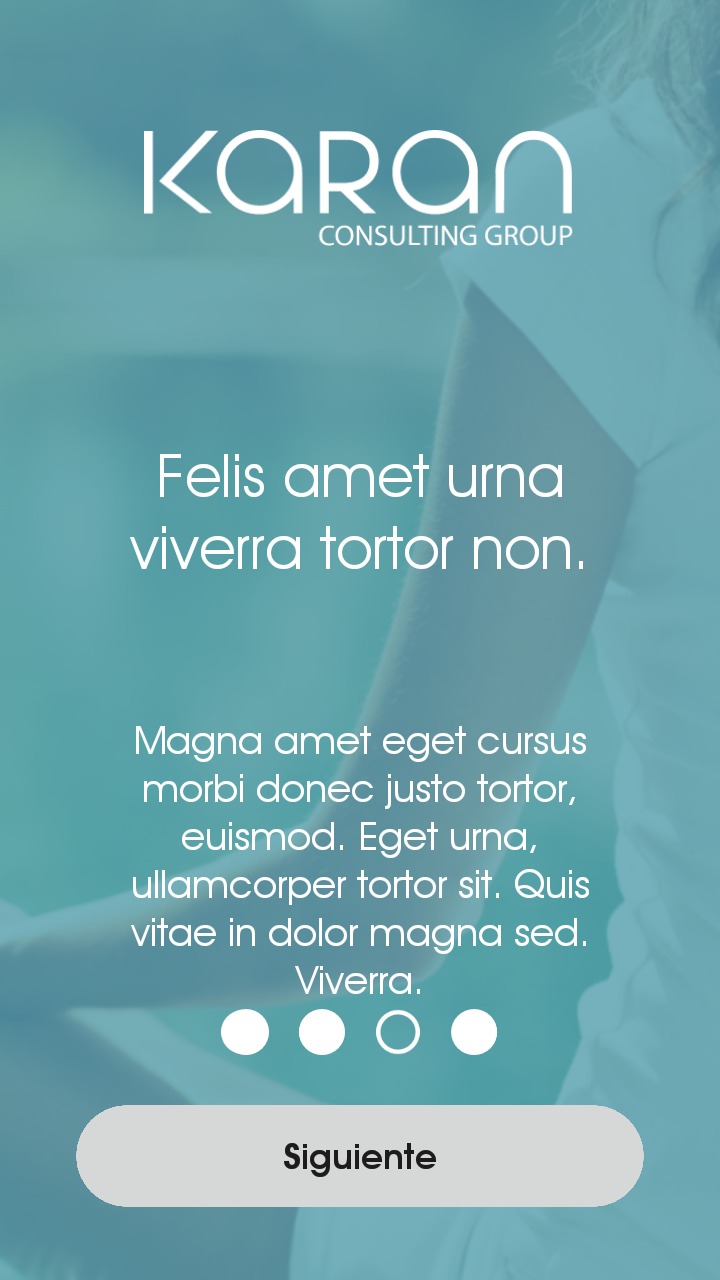 KARAN
CONSULTING GROUP
Felis amet urna
viverra tortor non.
Magna amet eget cursus
morbi donec justo tortor,
euismod. Eget urna,
ullamcorper tortor sit. Quis
vitae in dolor magna sed.
Viverra.
Siguiente